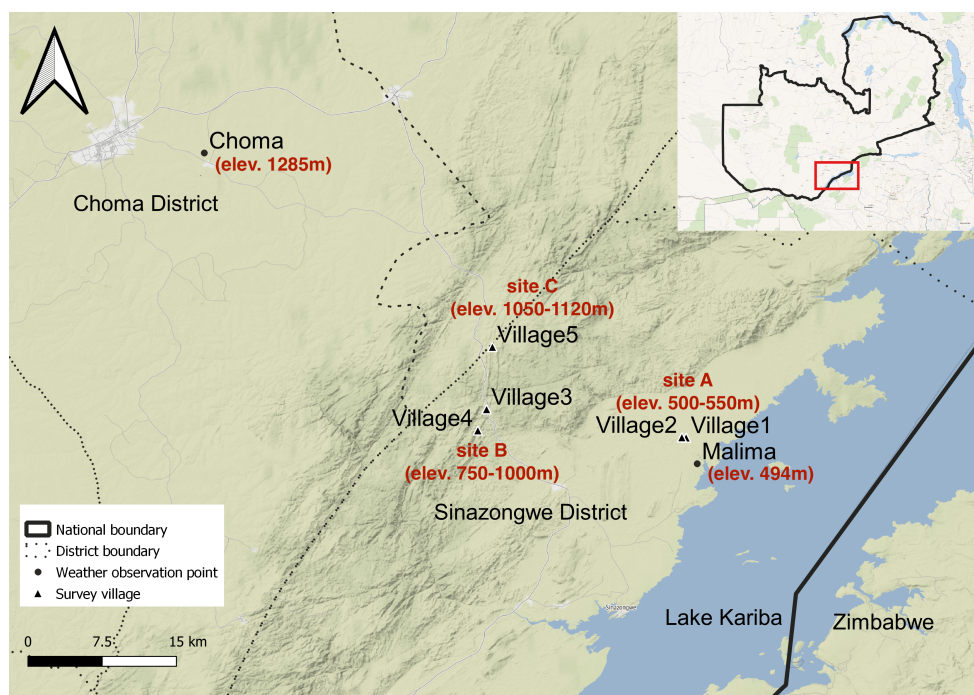 Choma
(elev. 1285m)
Choma District
site C
(elev. 1050-1120m)
Village5
site A
(elev. 500-550m)
Village3
Village4
Village2
Village1
Malima
(elev. 494m)
site B
(elev. 750-1000m)
Sinazongwe District
National boundary
District boundary
Weather observation point
Survey village
Sinazongwe
Lake Kariba
Zimbabwe
0
7.5
15 km